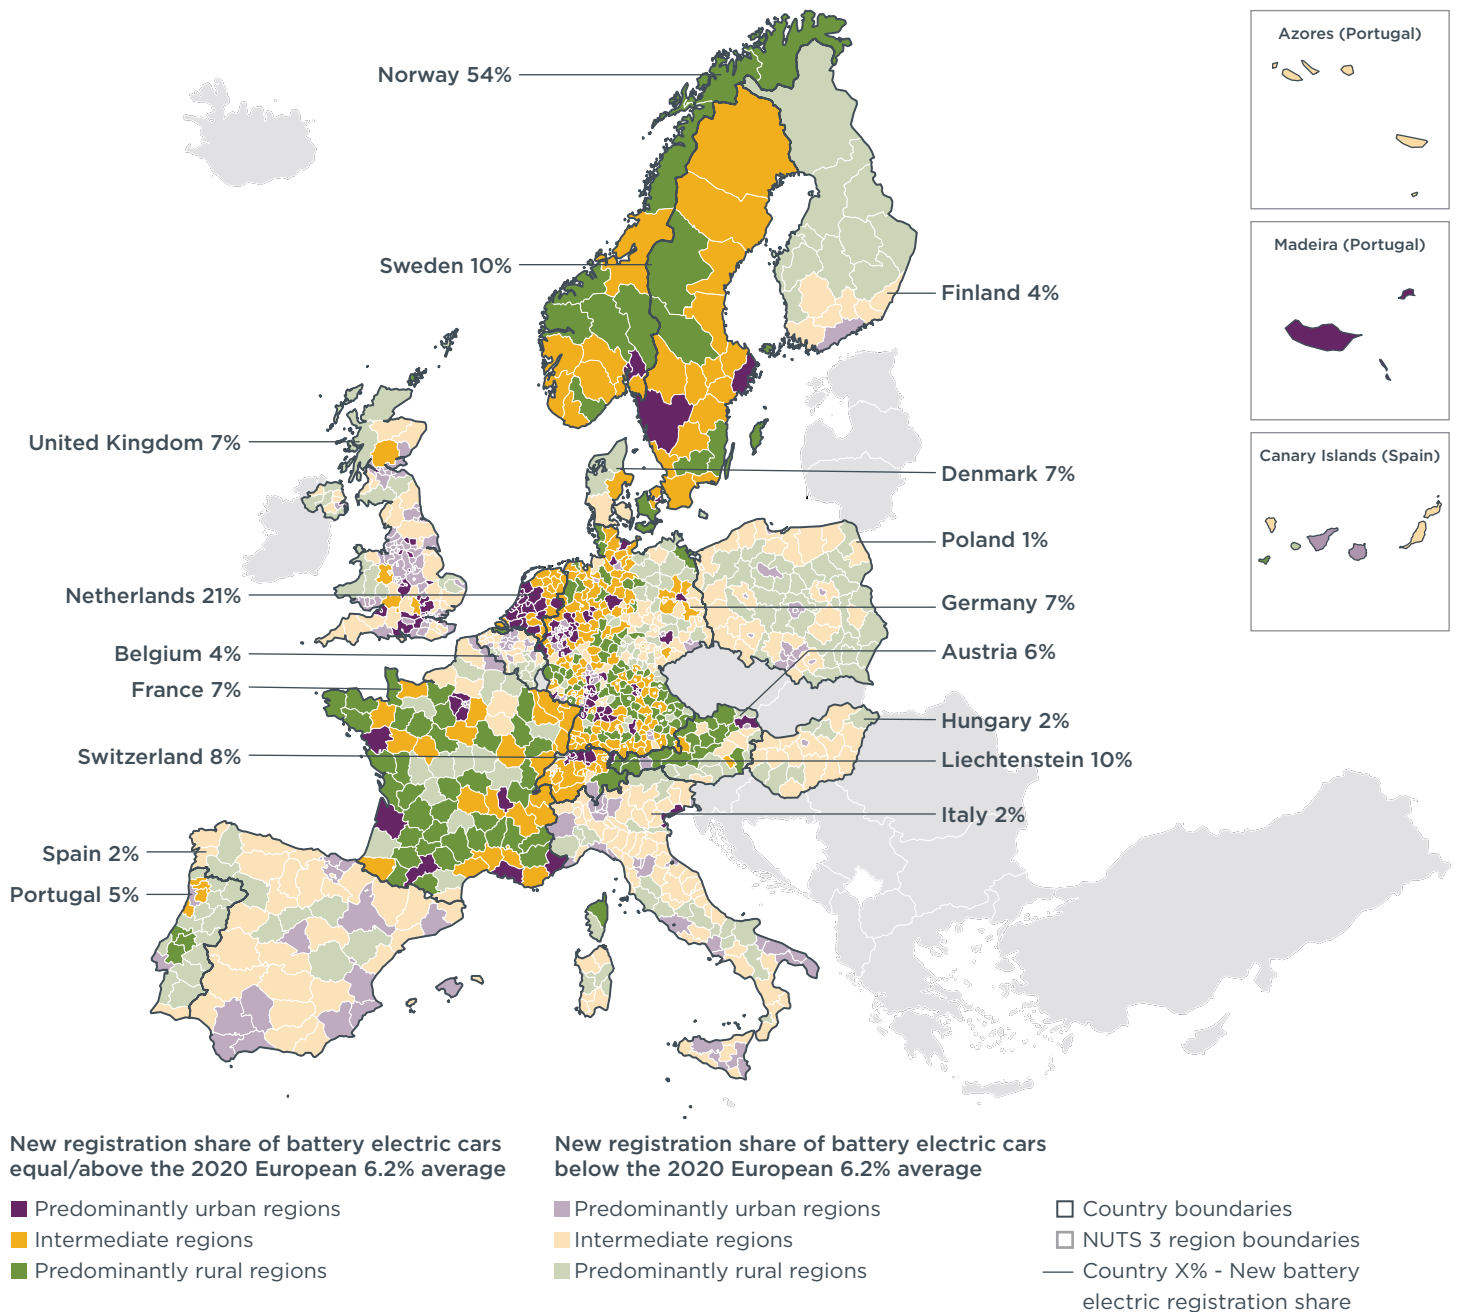 Azores (Portugal)
Norway 54%
Madeira (Portugal)
Sweden 10%
Finland 4%
United Kingdom 7%
Canary Islands (Spain)
Denmark 7%
Poland 1%
Netherlands 21%
Germany 7%
Belgium 4%
Austria 6%
France 7%
Hungary 2%
Switzerland 8%
Liechtenstein 10%
Italy 2%
Spain 2%
Portugal 5%
New registration share of battery electric cars
equal/above the 2020 European 6.2% average
Predominantly urban regions
Intermediate regions
Predominantly rural regions
New registration share of battery electric cars
below the 2020 European 6.2% average
Predominantly urban regions
Intermediate regions
Predominantly rural regions
Country boundaries
NUTS 3 region boundaries
Country X% - New battery
electric registration share